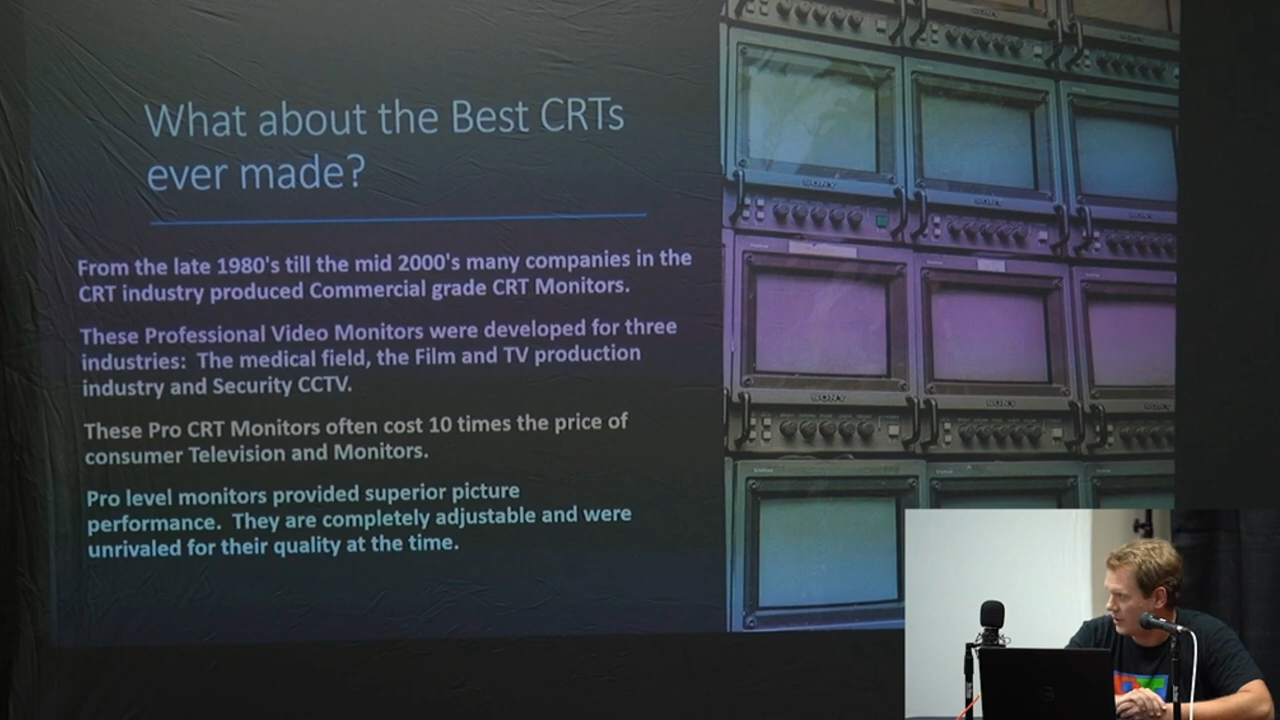 What about the Best CRTs
ever made?
From the late 1980's till the mid 2000's many companies in the
CRT industry produced Commercial grade CRT Monitors.
These Professional Video Monitors were developed for three
industries:  The medical field, the Film and TV production
industry and Security CCTV.
These Pro CRT Monitors often cost 10 times the price of
consumer Television and Monitors.
Pro level monitors provided superior picture
performance.  They are completely adjustable and were
unrivaled for their quality at the time.
SONY
SONY
SONY
SONY
SONY